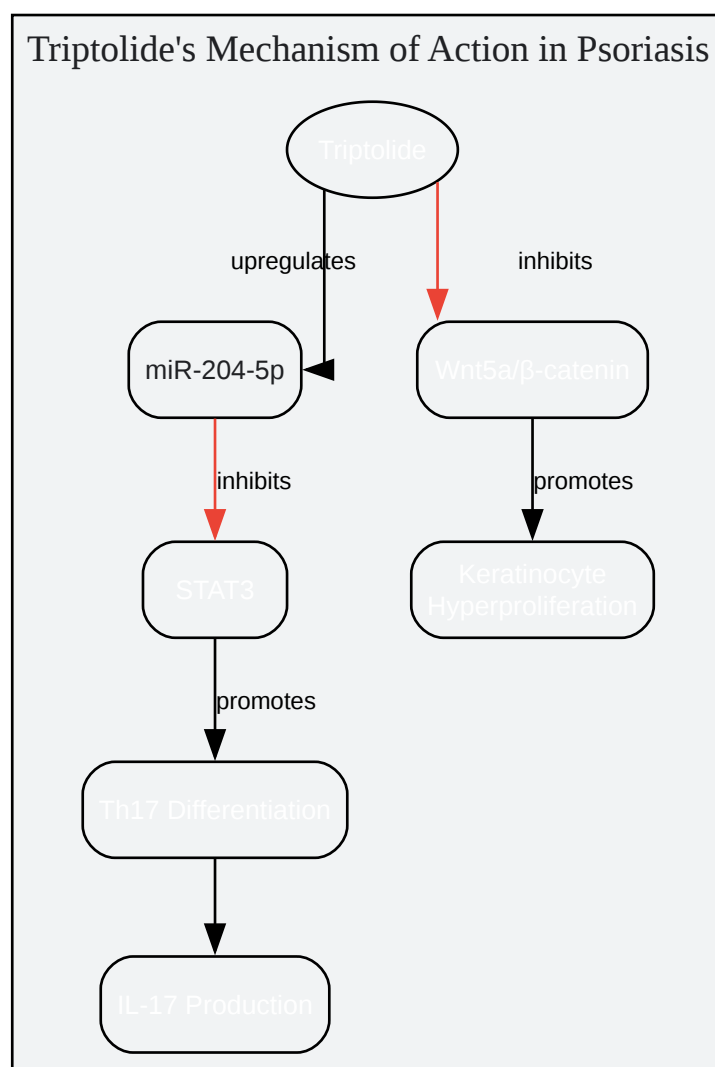 Triptolide's Mechanism of Action in Psoriasis
Triptolide
upregulates
inhibits
miR-204-5p
Wnt5a/β-catenin
inhibits
promotes
STAT3
Keratinocyte
Hyperproliferation
promotes
Th17 Differentiation
IL-17 Production